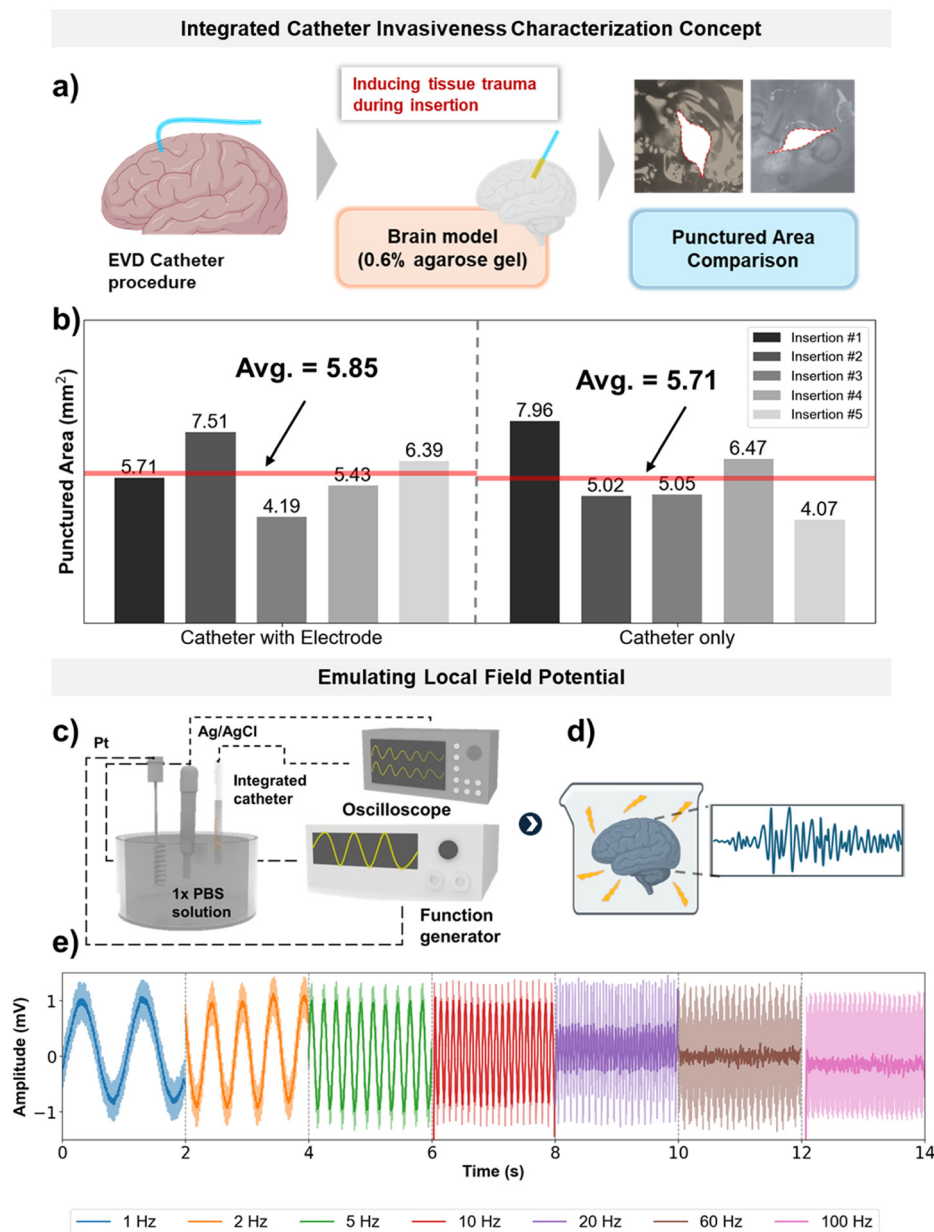 Integrated Catheter Invasiveness Characterization Concept
a)
Inducing tissue trauma
during insertion
EVD Catheter
procedure
Brain model
(0.6% agarose gel)
Punctured Area
Comparison
b)
Punctured Area (mm²)
Avg. = 5.85
Avg. = 5.71
Insertion #1
Insertion #2
Insertion #3
Insertion #4
Insertion #5
5.71
7.51
4.19
5.43
6.39
7.96
5.02
5.05
6.47
4.07
Catheter with Electrode
Catheter only
Emulating Local Field Potential
c)
Pt
Ag/AgCl
Integrated
catheter
Oscilloscope
1x PBS
solution
Function
generator
d)
e)
Amplitude (mV)
1
0
−1
0
2
4
6
8
10
12
14
Time (s)
1 Hz
2 Hz
5 Hz
10 Hz
20 Hz
60 Hz
100 Hz